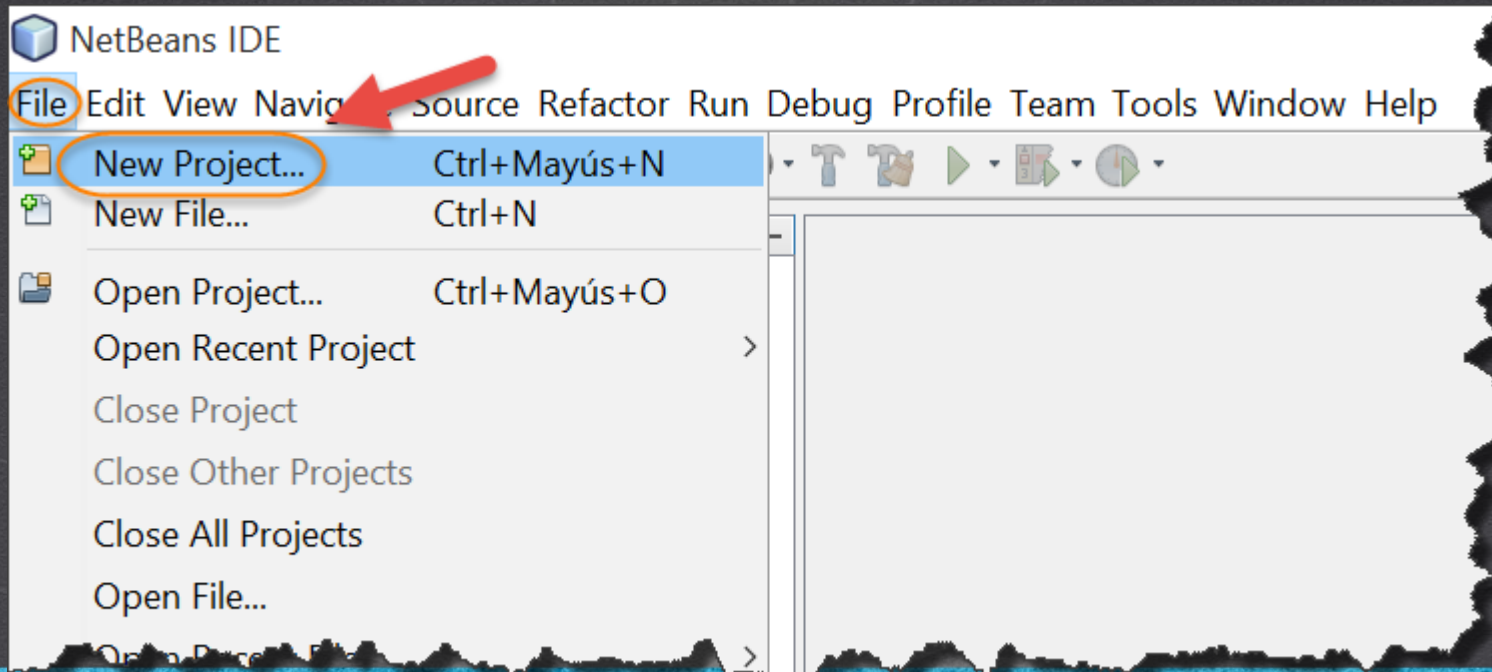 NetBeans IDE
File Edit View Source Refactor Run Debug Profile Team Tools Window Help
New Project... Ctrl+Mayús+N
New File... Ctrl+N
Open Project... Ctrl+Mayús+O
Open Recent Project
Close Project
Close Other Projects
Close All Projects
Open File...